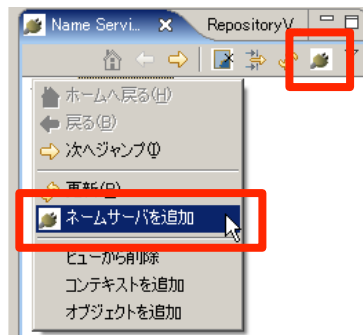 Name Servi...
RepositoryV
ホームへ戻る(H)
戻る(B)
次へジャンプ(I)
更新(R)
ネームサーバを追加
ビューから削除
コンテキストを追加
オブジェクトを追加